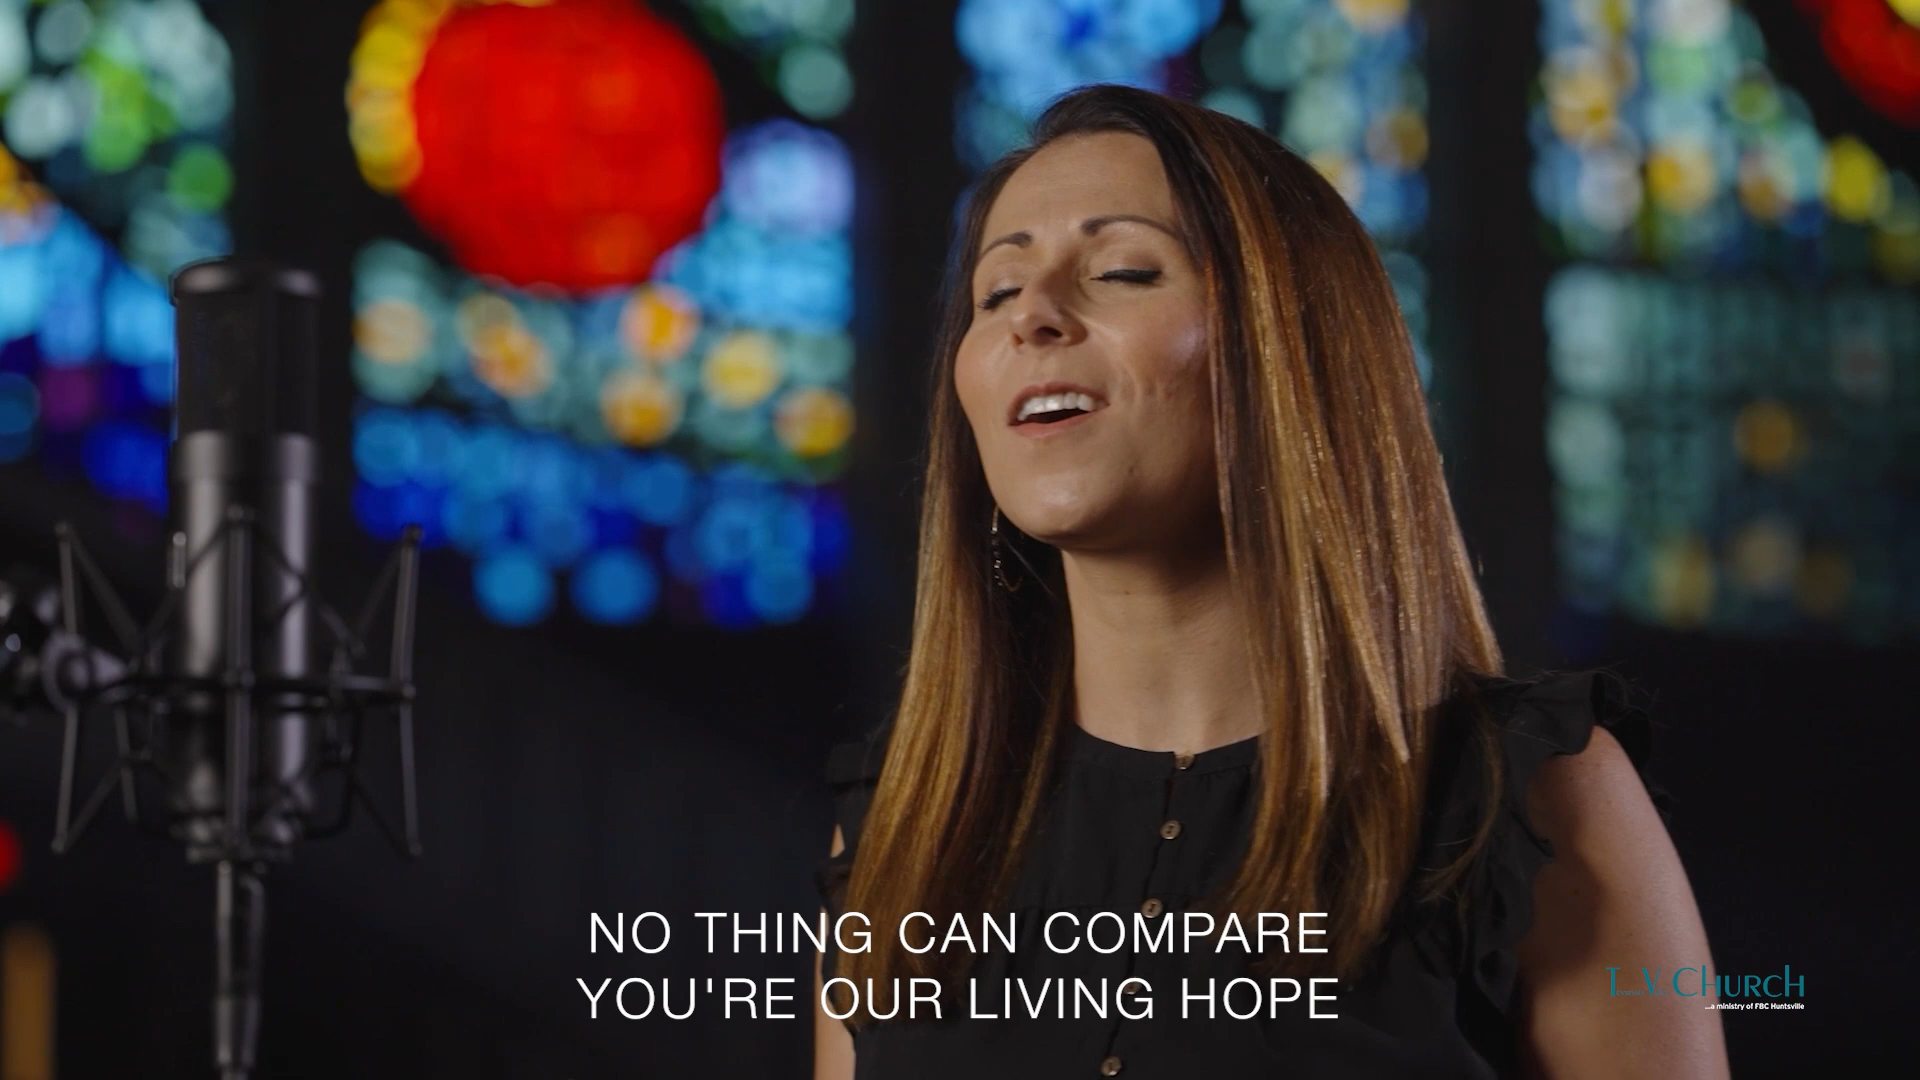 NO THING CAN COMPARE
YOU'RE OUR LIVING HOPE
T V CHURCH
...a ministry of FBC Huntsville